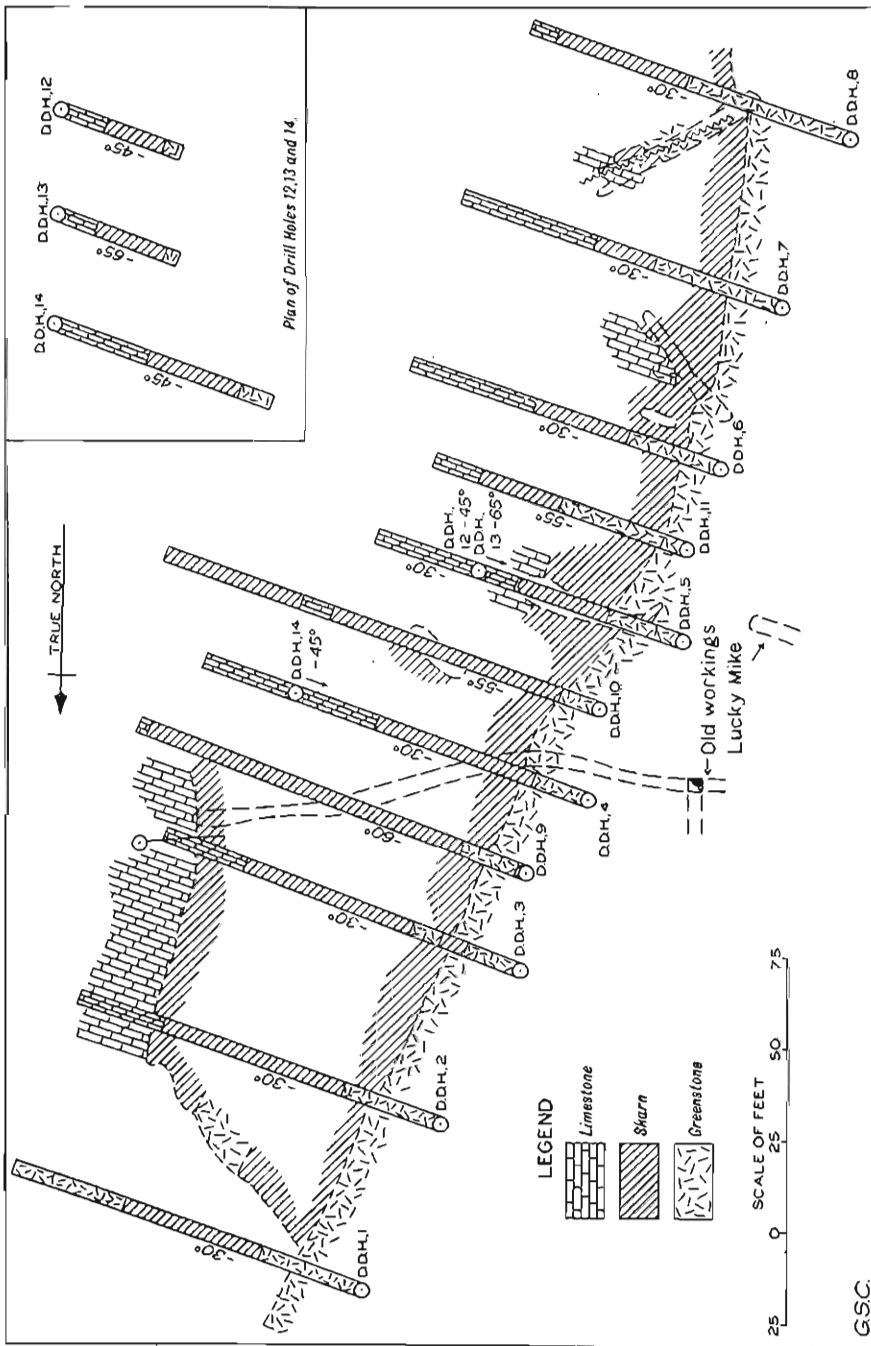 D.D.H.,12
-45°
D.D.H.,13
-65°
D.D.H.,14
-45°
Plan of Drill Holes 12,13 and 14.
TRUE NORTH
-30°
D.D.H.,8
-30°
D.D.H.,7
-30°
D.D.H.,6
-55°
D.D.H.,11
D.D.H.,
12 -45°
D.D.H.,
13 -65°
-30°
D.D.H.,5
-55°
D.D.H.,10
D.D.H.,14
-45°
-30°
D.D.H.,4
-60°
D.D.H.,9
-30°
D.D.H.,3
-30°
D.D.H.,2
-30°
D.D.H.,1
Old workings
Lucky Mike
LEGEND
Limestone
Skarn
Greenstone
SCALE OF FEET
25 0 25 50 75
G.S.C.